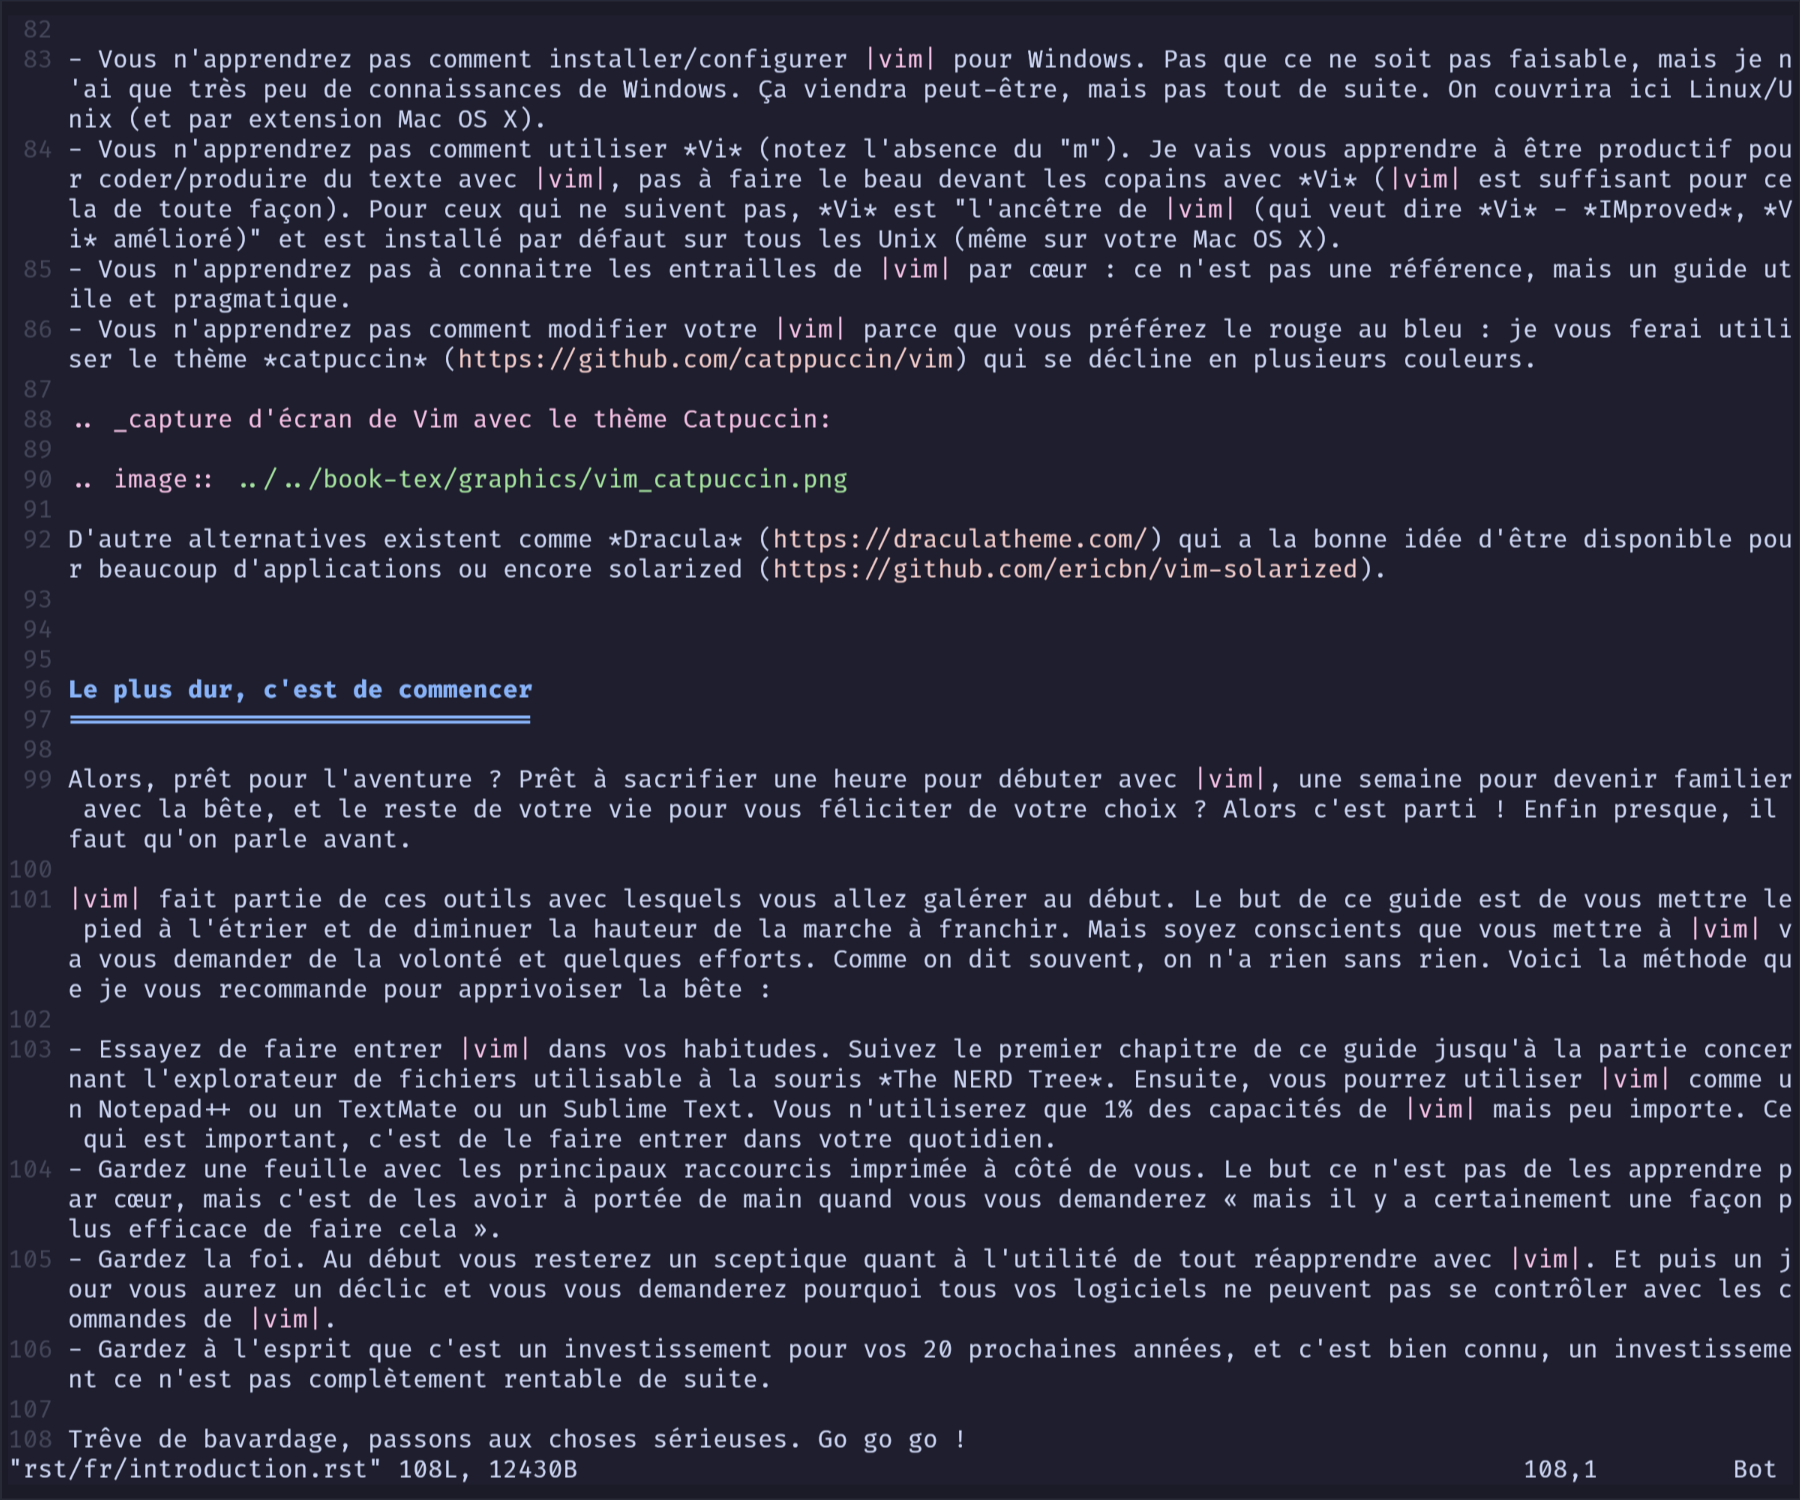 82
83 - Vous n'apprendrez pas comment installer/configurer |vim| pour Windows. Pas que ce ne soit pas faisable, mais je n
'ai que très peu de connaissances de Windows. Ça viendra peut-être, mais pas tout de suite. On couvrira ici Linux/U
nix (et par extension Mac OS X).
84 - Vous n'apprendrez pas comment utiliser *Vi* (notez l'absence du "m"). Je vais vous apprendre à être productif pou
r coder/produire du texte avec |vim|, pas à faire le beau devant les copains avec *Vi* (|vim| est suffisant pour ce
la de toute façon). Pour ceux qui ne suivent pas, *Vi* est "l'ancêtre de |vim| (qui veut dire *Vi* - *IMproved*, *V
i* amélioré)" et est installé par défaut sur tous les Unix (même sur votre Mac OS X).
85 - Vous n'apprendrez pas à connaitre les entrailles de |vim| par cœur : ce n'est pas une référence, mais un guide ut
ile et pragmatique.
86 - Vous n'apprendrez pas comment modifier votre |vim| parce que vous préférez le rouge au bleu : je vous ferai utili
ser le thème *catpuccin* (https://github.com/catppuccin/vim) qui se décline en plusieurs couleurs.
87
88 .. _capture d'écran de Vim avec le thème Catpuccin:
89
90 .. image:: ../../book-tex/graphics/vim_catpuccin.png
91
92 D'autre alternatives existent comme *Dracula* (https://draculatheme.com/) qui a la bonne idée d'être disponible pou
r beaucoup d'applications ou encore solarized (https://github.com/ericbn/vim-solarized).
93
94
95
96 Le plus dur, c'est de commencer
97 ===============================
98
99 Alors, prêt pour l'aventure ? Prêt à sacrifier une heure pour débuter avec |vim|, une semaine pour devenir familier
 avec la bête, et le reste de votre vie pour vous féliciter de votre choix ? Alors c'est parti ! Enfin presque, il
faut qu'on parle avant.
100
101 |vim| fait partie de ces outils avec lesquels vous allez galérer au début. Le but de ce guide est de vous mettre le
 pied à l'étrier et de diminuer la hauteur de la marche à franchir. Mais soyez conscients que vous mettre à |vim| v
a vous demander de la volonté et quelques efforts. Comme on dit souvent, on n'a rien sans rien. Voici la méthode qu
e je vous recommande pour apprivoiser la bête :
102
103 - Essayez de faire entrer |vim| dans vos habitudes. Suivez le premier chapitre de ce guide jusqu'à la partie concer
nant l'explorateur de fichiers utilisable à la souris *The NERD Tree*. Ensuite, vous pourrez utiliser |vim| comme u
n Notepad++ ou un TextMate ou un Sublime Text. Vous n'utiliserez que 1% des capacités de |vim| mais peu importe. Ce
 qui est important, c'est de le faire entrer dans votre quotidien.
104 - Gardez une feuille avec les principaux raccourcis imprimée à côté de vous. Le but ce n'est pas de les apprendre p
ar cœur, mais c'est de les avoir à portée de main quand vous vous demanderez « mais il y a certainement une façon p
lus efficace de faire cela ».
105 - Gardez la foi. Au début vous resterez un sceptique quant à l'utilité de tout réapprendre avec |vim|. Et puis un j
our vous aurez un déclic et vous vous demanderez pourquoi tous vos logiciels ne peuvent pas se contrôler avec les c
ommandes de |vim|.
106 - Gardez à l'esprit que c'est un investissement pour vos 20 prochaines années, et c'est bien connu, un investisseme
nt ce n'est pas complètement rentable de suite.
107
108 Trêve de bavardage, passons aux choses sérieuses. Go go go !
"rst/fr/introduction.rst" 108L, 12430B 108,1 Bot